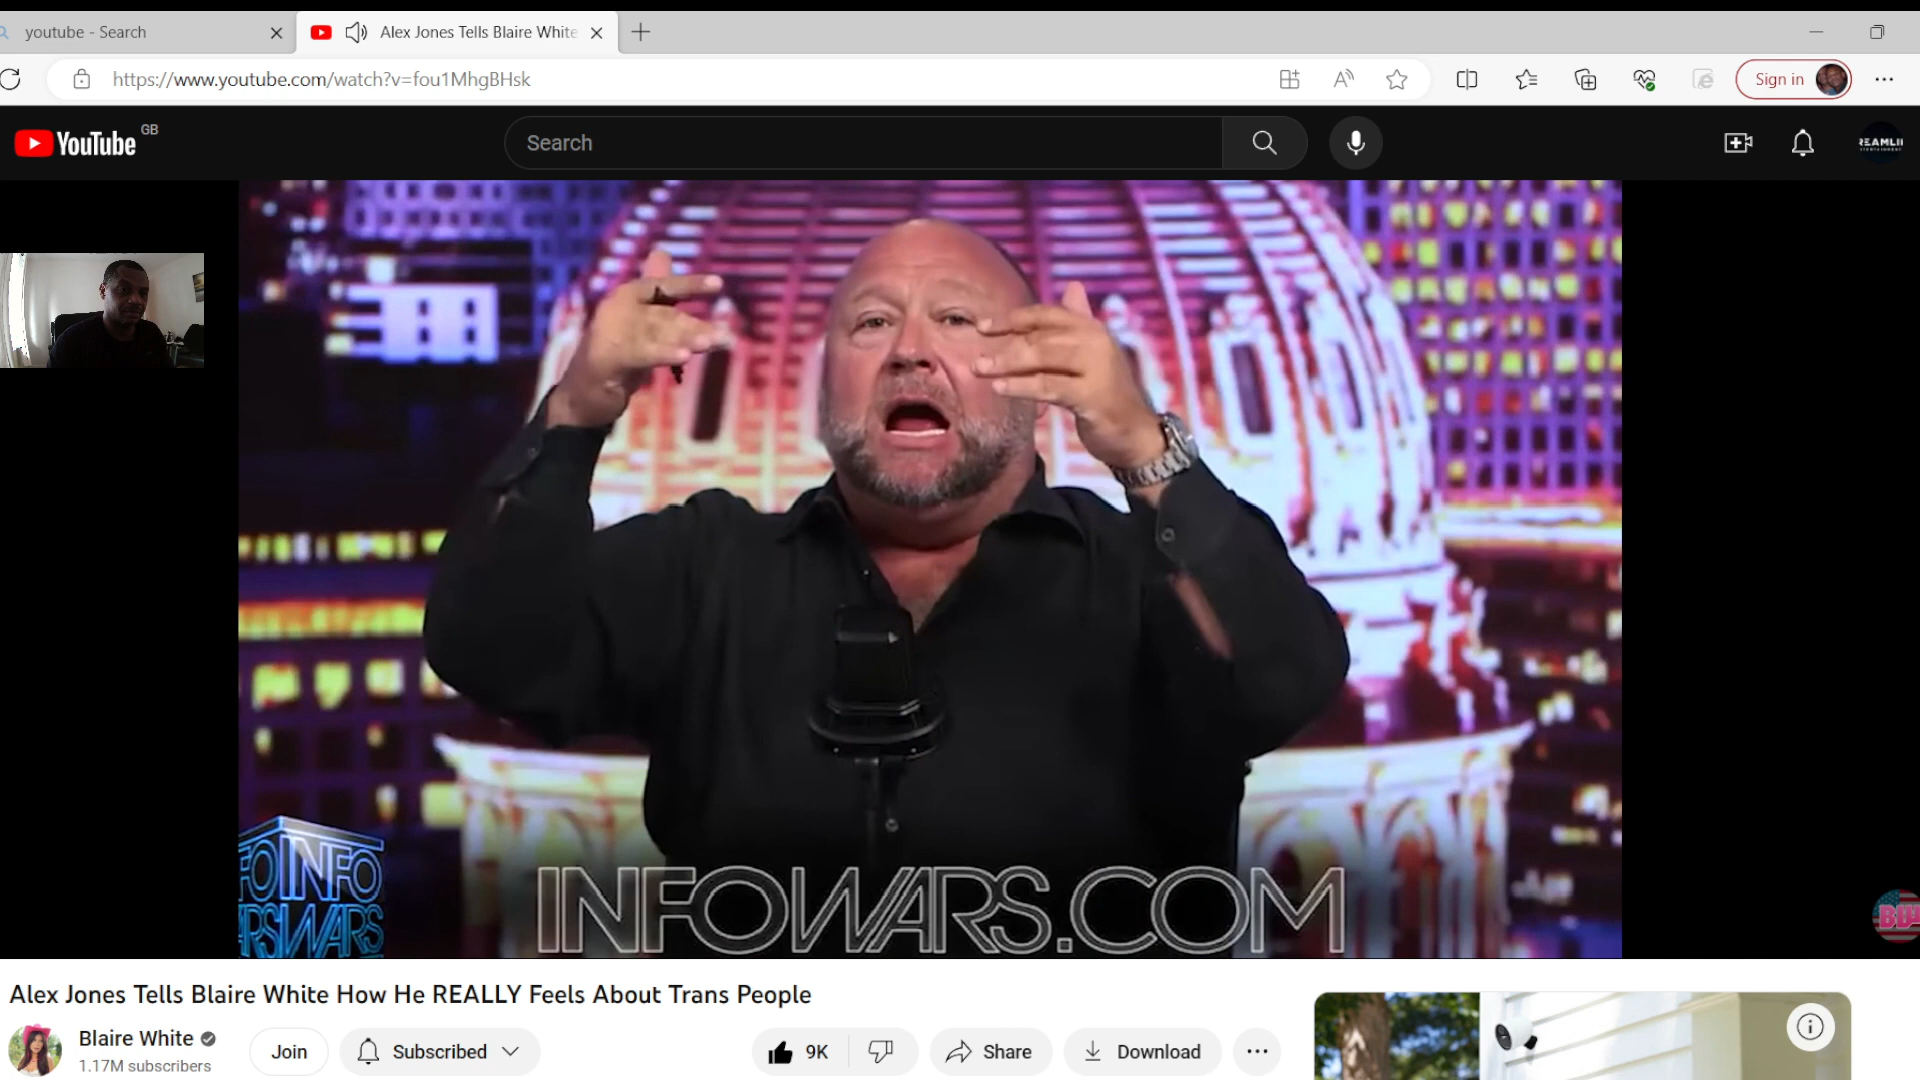 youtube - Search
Alex Jones Tells Blaire White
https://www.youtube.com/watch?v=fou1MhgBHsk
Sign in
YouTube GB
Search
INFO
WARS
INFOWARS.COM
Alex Jones Tells Blaire White How He REALLY Feels About Trans People
Blaire White
1.17M subscribers
Join
Subscribed
9K
Share
Download